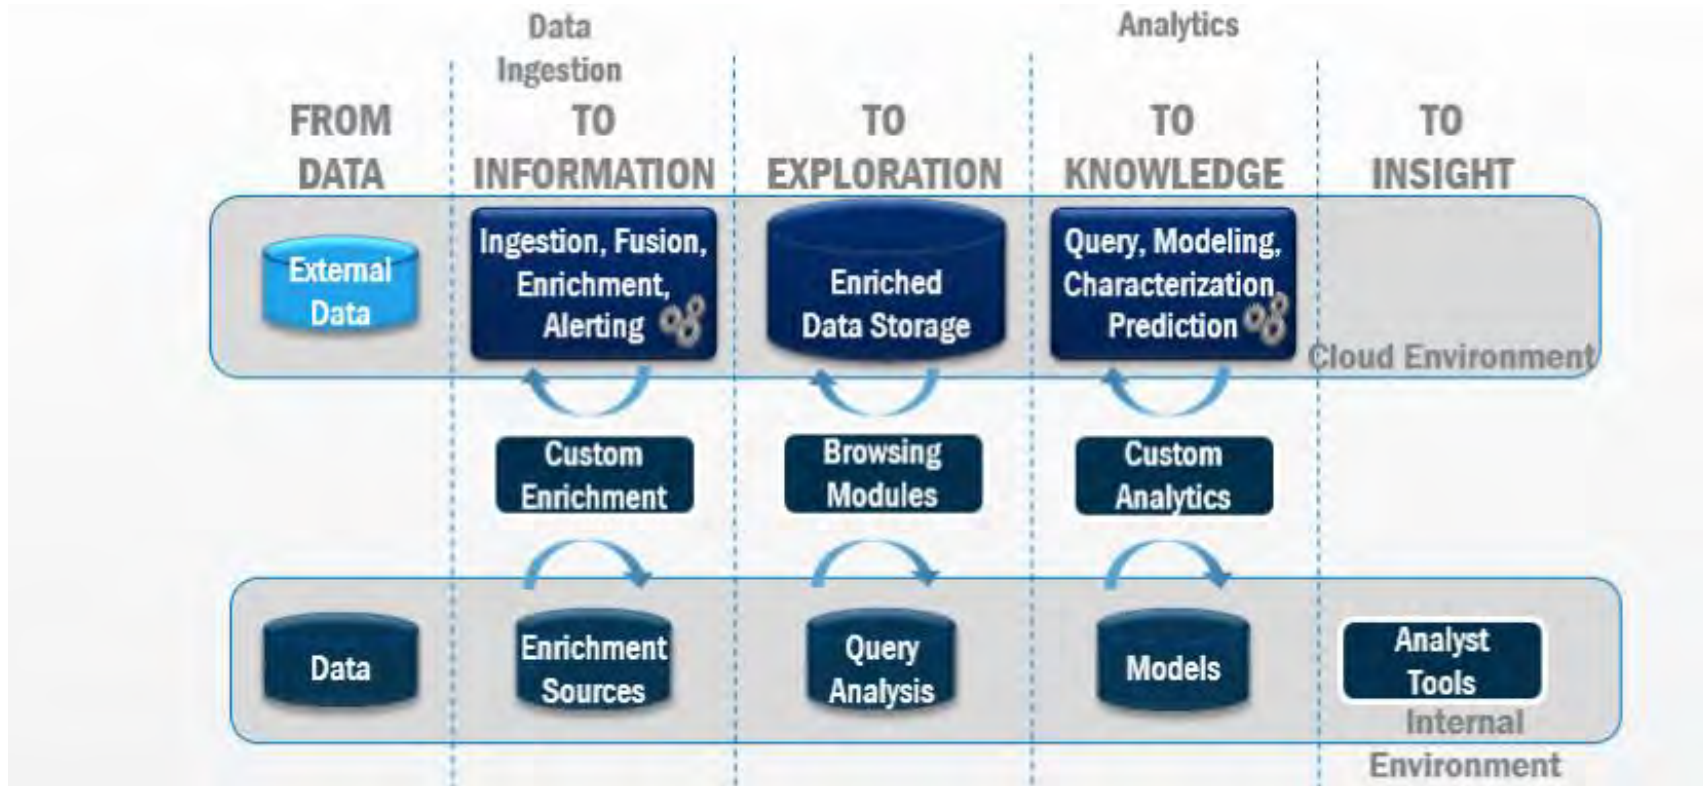 Data
Ingestion
Analytics
FROM
DATA
TO
INFORMATION
TO
EXPLORATION
TO
KNOWLEDGE
TO
INSIGHT
External
Data
Ingestion, Fusion,
Enrichment,
Alerting
Enriched
Data Storage
Query, Modeling,
Characterization,
Prediction
Cloud Environment
Custom
Enrichment
Browsing
Modules
Custom
Analytics
Data
Enrichment
Sources
Query
Analysis
Models
Analyst
Tools
Internal
Environment